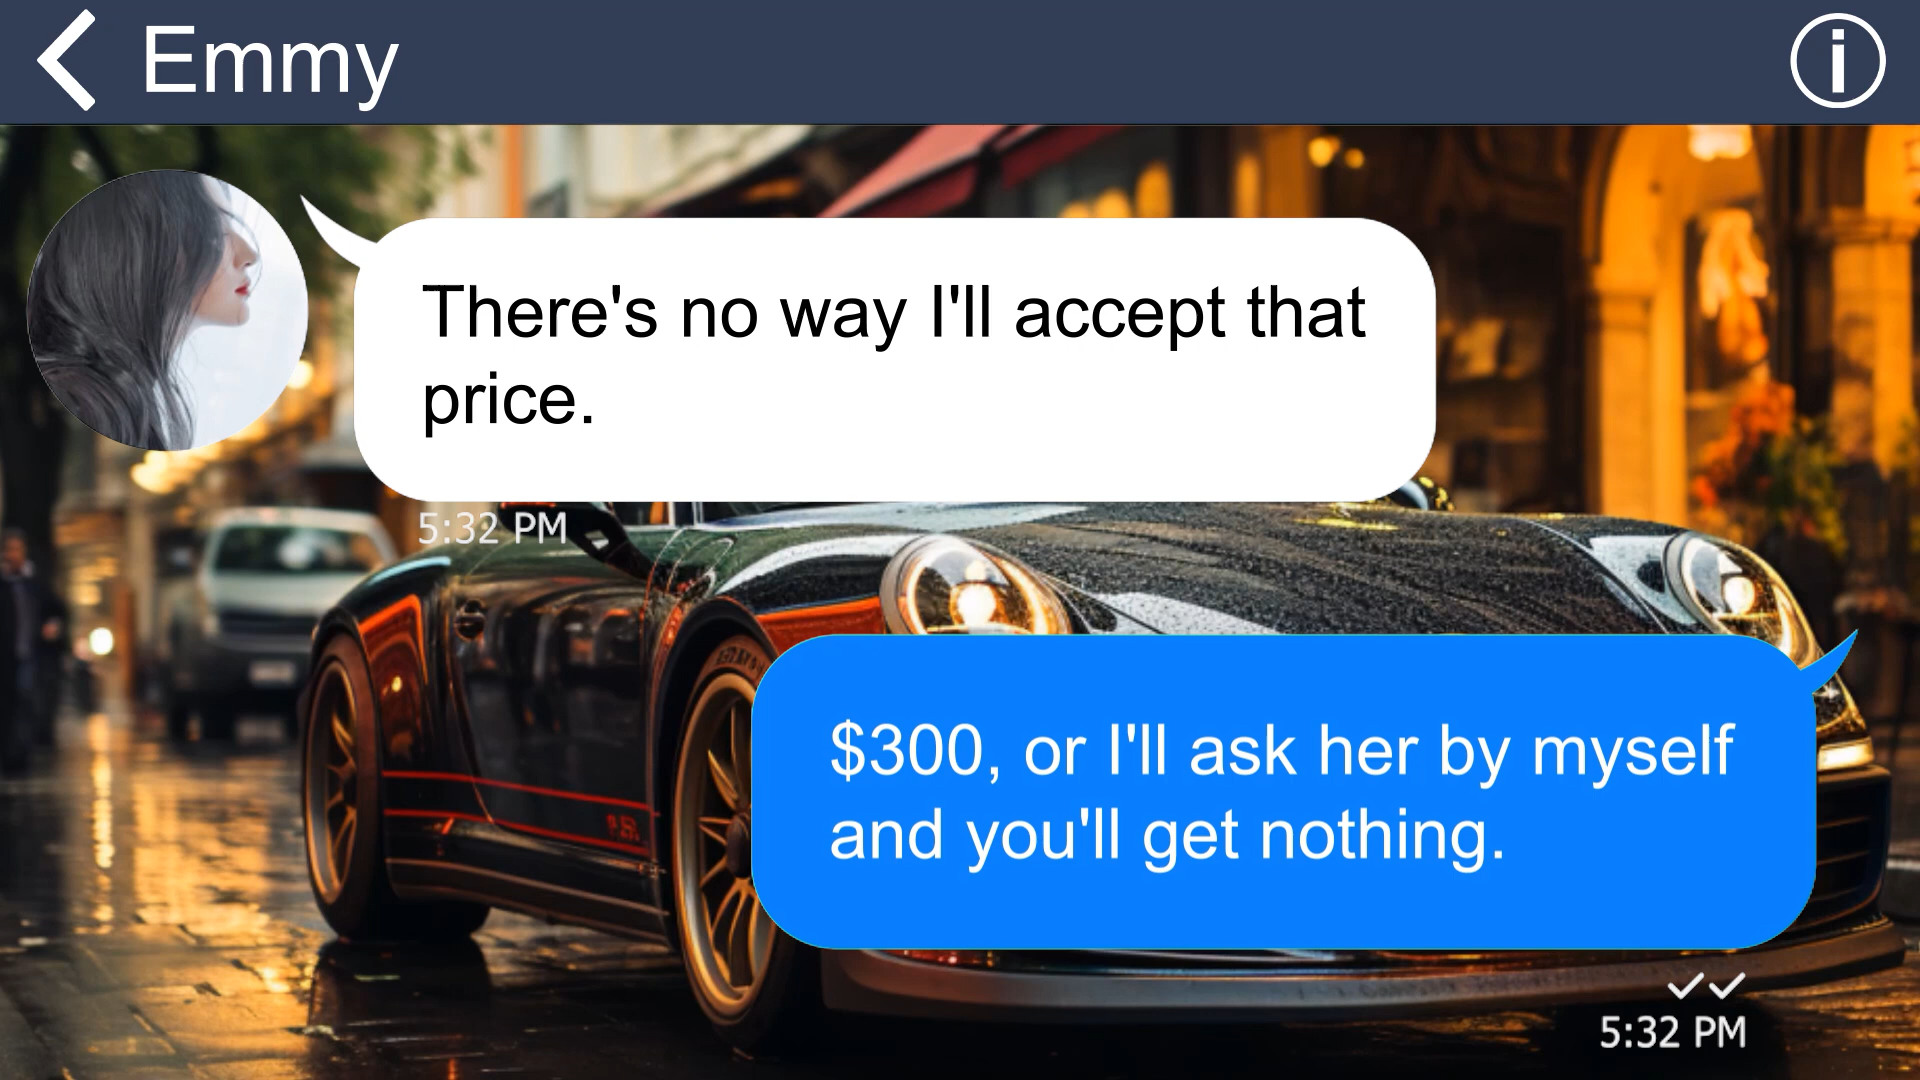 Emmy
There's no way I'll accept that
price.
5:32 PM
$300, or I'll ask her by myself
and you'll get nothing.
5:32 PM